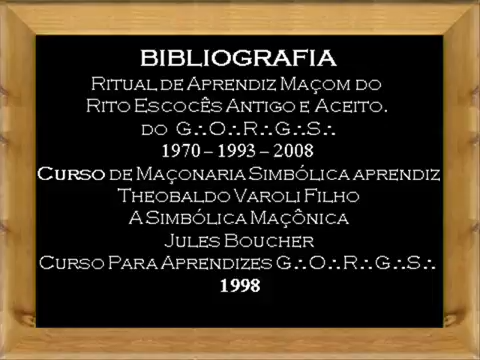 BIBLIOGRAFIA
Ritual de Aprendiz Maçom do
Rito Escocês Antigo e Aceito.
do G∴O∴R∴G∴S∴
1970 – 1993 – 2008
Curso de Maçonaria Simbólica aprendiz
Theobaldo Varoli Filho
A Simbólica Maçônica
Jules Boucher
Curso Para Aprendizes G∴O∴R∴G∴S∴
1998